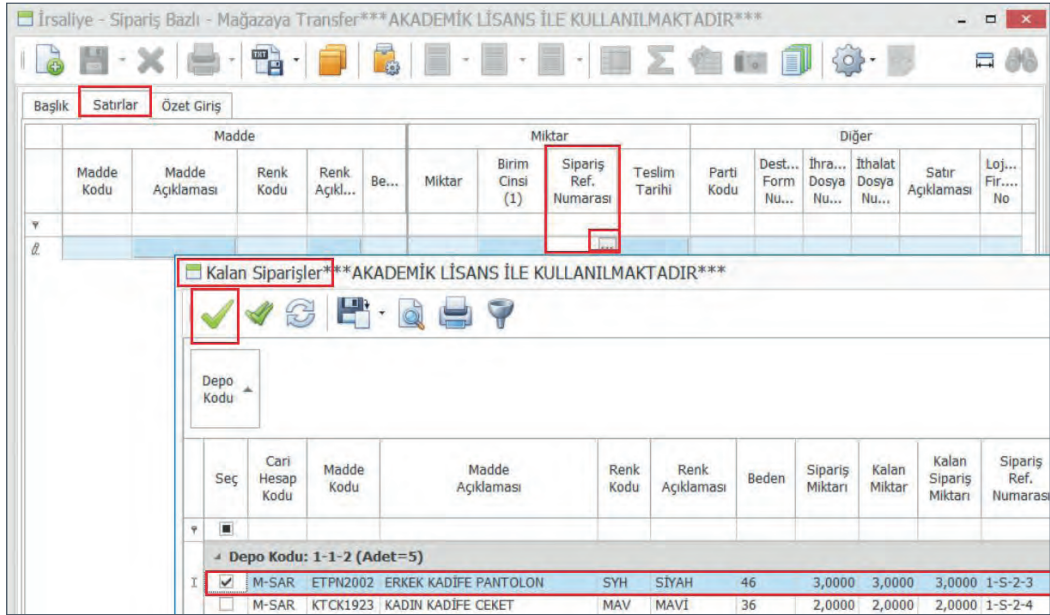 İrsaliye - Sipariş Bazlı - Mağazaya Transfer***AKADEMİK LİSANS İLE KULLANILMAKTADIR***
Başlık Satırlar Özet Giriş
Madde Miktar Diğer
Madde Kodu Madde Açıklaması Renk Kodu Renk Açıkl... Be... Miktar Birim Cinsi (1) Sipariş Ref. Numarası Teslim Tarihi Parti Kodu Dest... Form Nu... İhra... Dosya Nu... İthalat Dosya Nu... Satır Açıklaması Loj... Fir.... No
...
Kalan Siparişler***AKADEMİK LİSANS İLE KULLANILMAKTADIR***
Depo Kodu
Seç Cari Hesap Kodu Madde Kodu Madde Açıklaması Renk Kodu Renk Açıklaması Beden Sipariş Miktarı Kalan Miktar Kalan Sipariş Miktarı Sipariş Ref. Numarası
Depo Kodu: 1-1-2 (Adet=5)
M-SAR ETPN2002 ERKEK KADİFE PANTOLON SYH SİYAH 46 3,0000 3,0000 3,0000 1-S-2-3
M-SAR KTCK1923 KADIN KADİFE CEKET MAV MAVİ 36 2,0000 2,0000 2,0000 1-S-2-4